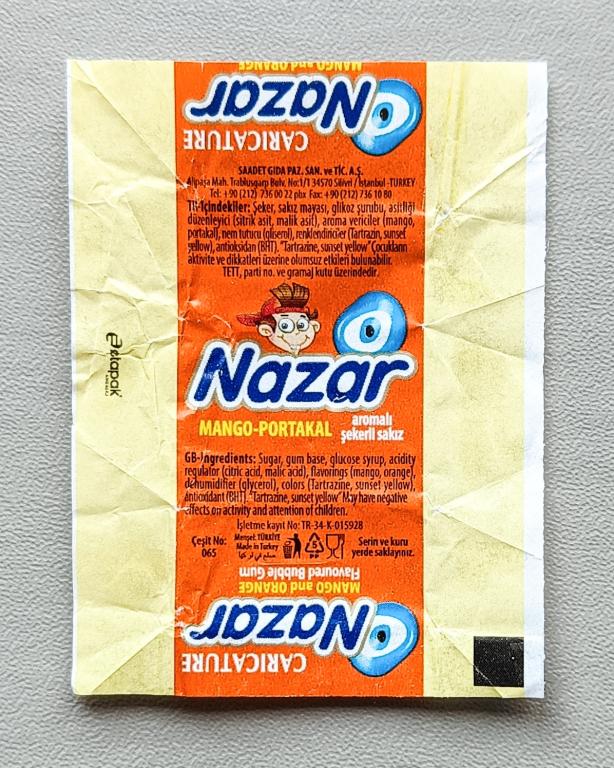 MANGO and ORANGE
Nazar
CARICATURE
SAADET GIDA PAZ. SAN. ve TİC. A.Ş.
Alipaşa Mah. Trablusgarp Bulv. No:1/1 34570 Silivri / İstanbul -TURKEY
Tel: +90 (212) 736 00 22 pbx Fax: +90 (212) 736 10 80
TR-İçindekiler: Şeker, sakız mayası, glikoz şurubu, asitliği
düzenleyici (sitrik asit, malik asit), aroma vericiler (mango,
portakal), nem tutucu (gliserol), renklendiriciler (Tartrazin, sunset
yellow), antioksidan (BHT). "Tartrazine, sunset yellow" Çocukların
aktivite ve dikkatleri üzerine olumsuz etkileri bulunabilir.
TETT, parti no. ve gramaj kutu üzerindedir.
Nazar
MANGO-PORTAKAL
aromalı
şekerli sakız
etapak
AMBALAJ
GB-Ingredients: Sugar, gum base, glucose syrup, acidity
regulator (citric acid, malic acid), flavorings (mango, orange),
dehumidifier (glycerol), colors (Tartrazine, sunset yellow),
antioxidant (BHT). "Tartrazine, sunset yellow" May have negative
effects on activity and attention of children.
İşletme kayıt No: TR-34-K-015928
Çeşit No:
065
Menşei: TÜRKİYE
Made in Turkey
صنع في تركيا
5
PP
Serin ve kuru
yerde saklayınız.
Flavoured Bubble Gum
MANGO and ORANGE
Nazar
CARICATURE